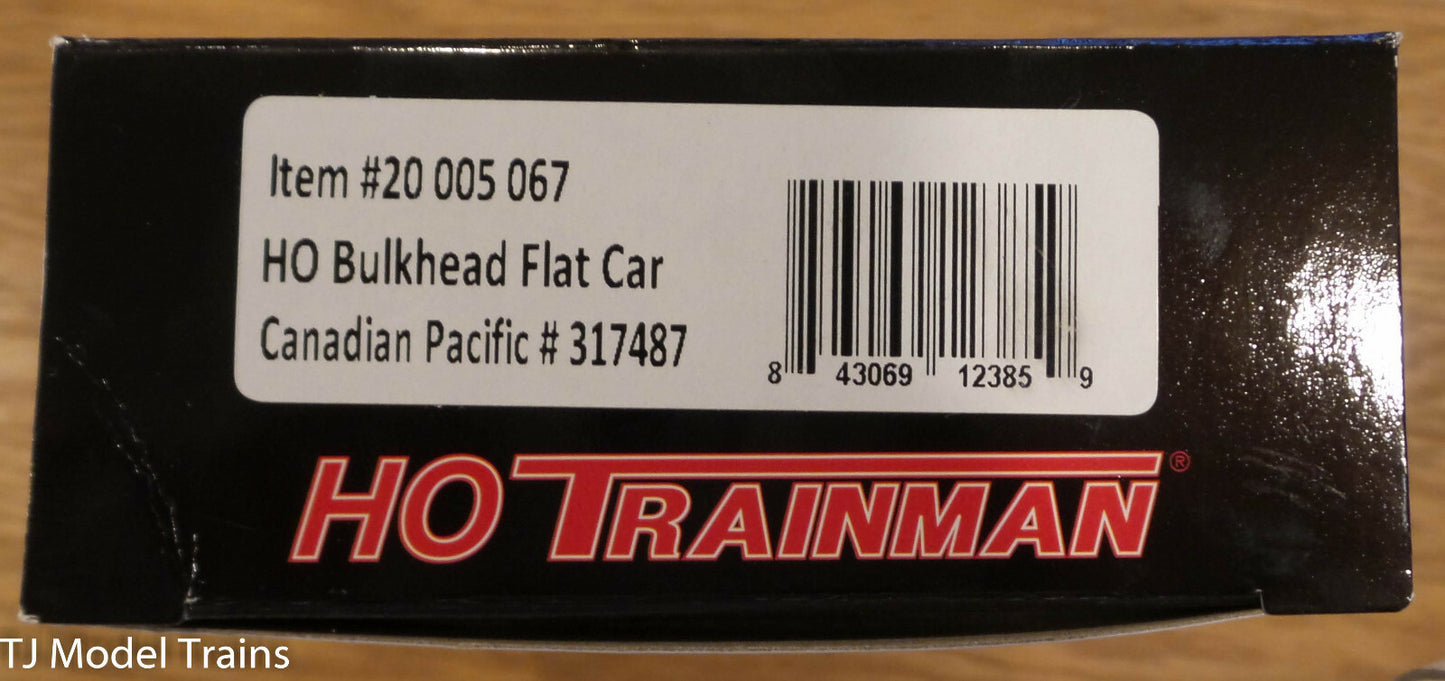 Item #20 005 067
HO Bulkhead Flat Car
Canadian Pacific # 317487
8 43069 12385 9
HO TRAINMAN ®
TJ Model Trains